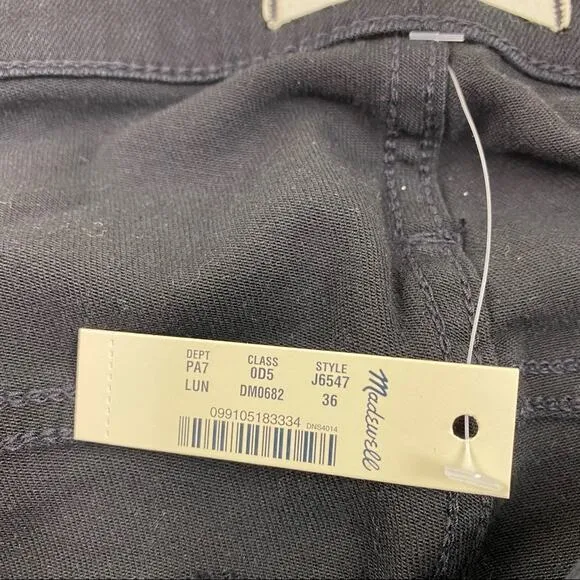 DEPT CLASS STYLE
PA7 0D5 J6547
LUN DM0682 36
099105183334 DNS4014
Madewell